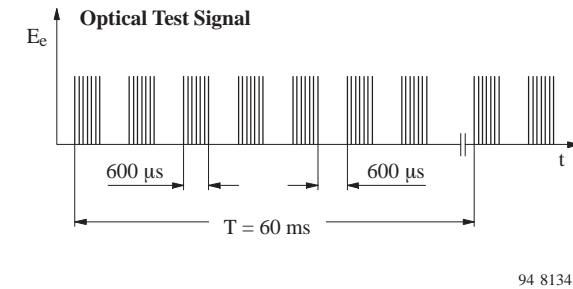 Optical Test Signal
Ee
t
600 µs
600 µs
T = 60 ms
94 8134